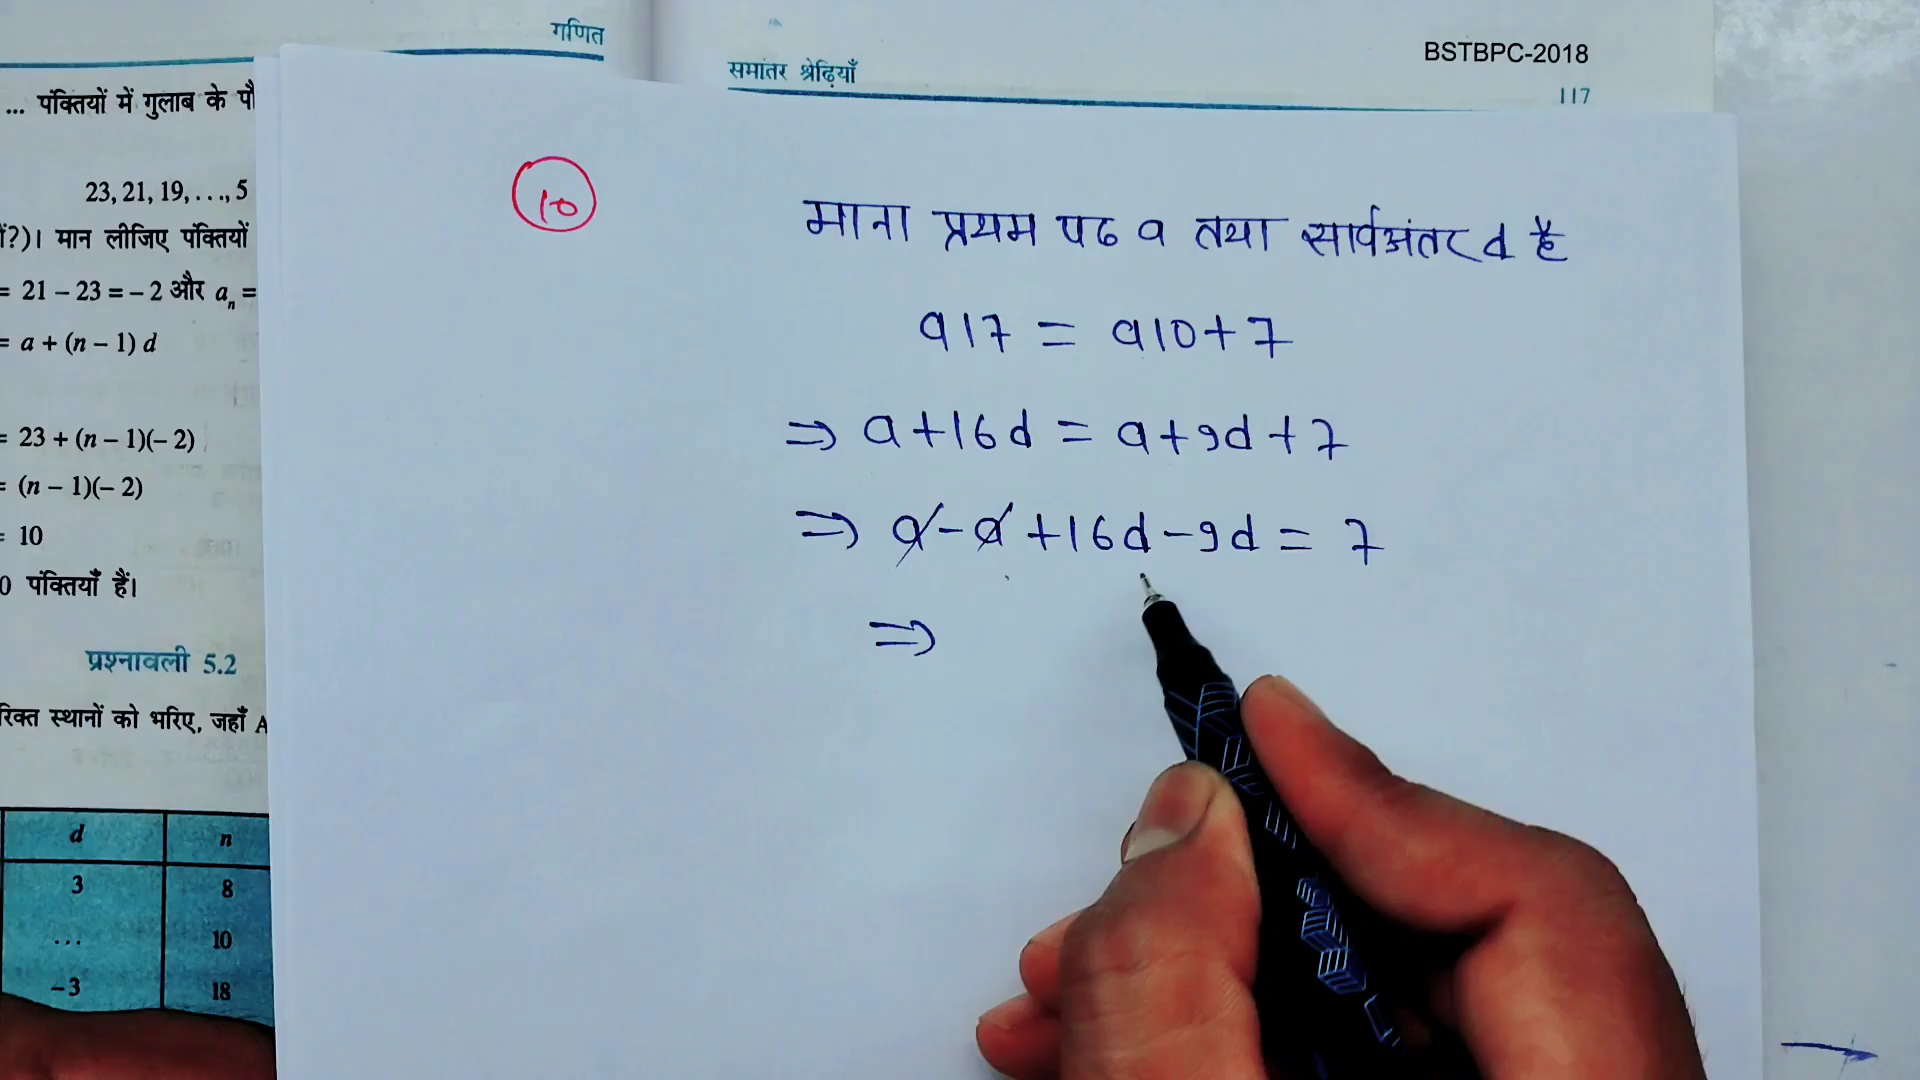 गणित
... पंक्तियों में गुलाब के पौ
23, 21, 19, . . ., 5
?)। मान लीजिए पंक्तियों
= 21 – 23 = – 2 और an =
= a + (n – 1) d
= 23 + (n – 1)(– 2)
= (n – 1)(– 2)
= 10
0 पंक्तियाँ हैं।
प्रश्नावली 5.2
रिक्त स्थानों को भरिए, जहाँ A
d n
3 8
... 10
–3 18
समांतर श्रेढ़ियाँ
BSTBPC-2018
117
10
माना प्रथम पद a तथा सार्वअंतर d है
a17 = a10+7
⇒ a+16d = a+9d+7
⇒ a-a+16d-9d = 7
⇒